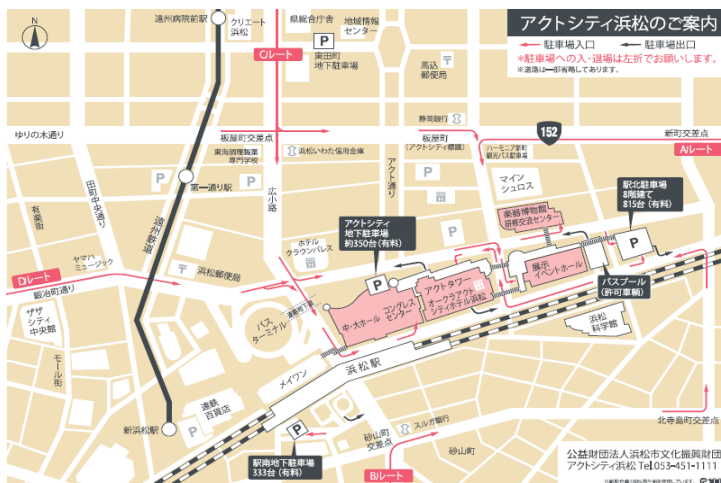 アクトシティ浜松のご案内
駐車場入口
駐車場出口
*駐車場への入・退場は左折でお願いします。
※道路は一部省略してあります。
N
遠州病院前駅
クリエート
浜松
Cルート
県総合庁舎
地域情報
センター
P
東田町
地下駐車場
馬込
郵便局
静岡銀行
152
ゆりの木通り
板屋町交差点
板屋町
(アクトシティ標識)
新町交差点
Aルート
東海調理製菓
専門学校
浜松いわた信用金庫
ハーモニア新町
観光バス駐車場
P
第一通り駅
P
P
広小路
アクト通り
マイン
シュロス
有楽街
田町中央通り
遠州鉄道
アクトシティ
地下駐車場
約350台(有料)
楽器博物館
研修交流センター
駅北駐車場
8階建て
815台(有料)
ホテル
クラウンパレス
P
P
P
ヤマハ
ミュージック
浜松郵便局
Dルート
鍛冶町通り
アクトタワー
オークラアクト
シティホテル浜松
展示
イベントホール
バスプール
(許可車輌)
コングレス
センター
中・大ホール
ザザ
シティ
中央館
バス
ターミナル
浜松
科学館
モール街
メイワン
浜松駅
遠鉄
百貨店
新浜松駅
P
P
駅南地下駐車場
333台(有料)
砂山町
交差点
スルガ銀行
砂山町
Bルート
北寺島町交差点
公益財団法人浜松市文化振興財団
アクトシティ浜松 Tel.053-451-1111